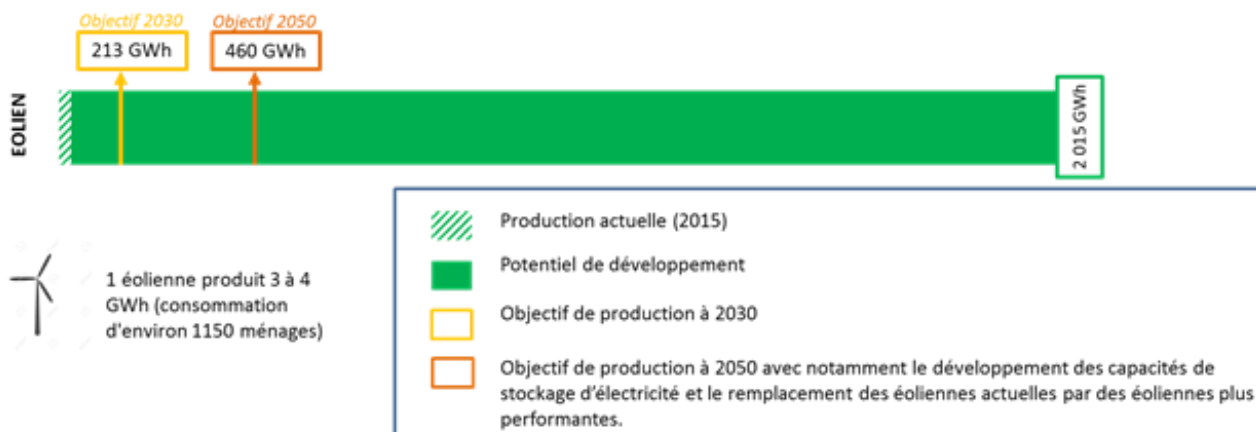 Objectif 2030
Objectif 2050
213 GWh
460 GWh
EOLIEN
2 015 GWh
1 éolienne produit 3 à 4
GWh (consommation
d'environ 1150 ménages)
Production actuelle (2015)
Potentiel de développement
Objectif de production à 2030
Objectif de production à 2050 avec notamment le développement des capacités de
stockage d'électricité et le remplacement des éoliennes actuelles par des éoliennes plus
performantes.